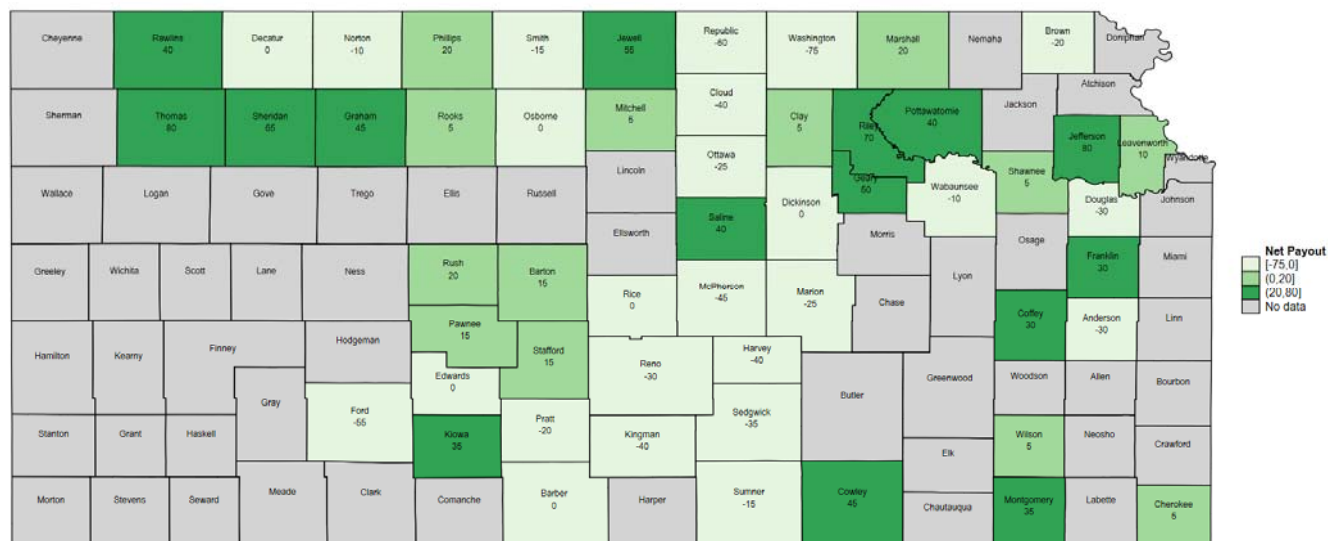 Cheyenne
Rawlins
40
Decatur
0
Norton
-10
Phillips
20
Smith
-15
Jewell
55
Republic
-60
Washington
-75
Marshall
20
Nemaha
Brown
-20
Doniphan
Sherman
Thomas
80
Sheridan
65
Graham
45
Rooks
5
Osborne
0
Mitchell
5
Cloud
-40
Clay
5
Riley
70
Pottawatomie
40
Jackson
Atchison
Jefferson
80
Leavenworth
10
Wyandotte
Ottawa
-25
Lincoln
Wallace
Logan
Gove
Trego
Ellis
Russell
Geary
50
Wabaunsee
-10
Shawnee
5
Douglas
-30
Johnson
Saline
40
Dickinson
0
Ellsworth
Morris
Osage
Franklin
30
Miami
Greeley
Wichita
Scott
Lane
Ness
Rush
20
Barton
15
Rice
0
McPherson
-45
Marion
-25
Chase
Lyon
Coffey
30
Anderson
-30
Linn
Net Payout
[-75,0]
(0,20]
(20,80]
No data
Hamilton
Kearny
Finney
Hodgeman
Pawnee
15
Stafford
15
Edwards
0
Reno
-30
Harvey
-40
Butler
Greenwood
Woodson
Allen
Bourbon
Gray
Ford
-55
Stanton
Grant
Haskell
Kiowa
35
Pratt
-20
Kingman
-40
Sedgwick
-35
Elk
Wilson
5
Neosho
Crawford
Morton
Stevens
Seward
Meade
Clark
Comanche
Barber
0
Harper
Sumner
-15
Cowley
45
Chautauqua
Montgomery
35
Labette
Cherokee
5